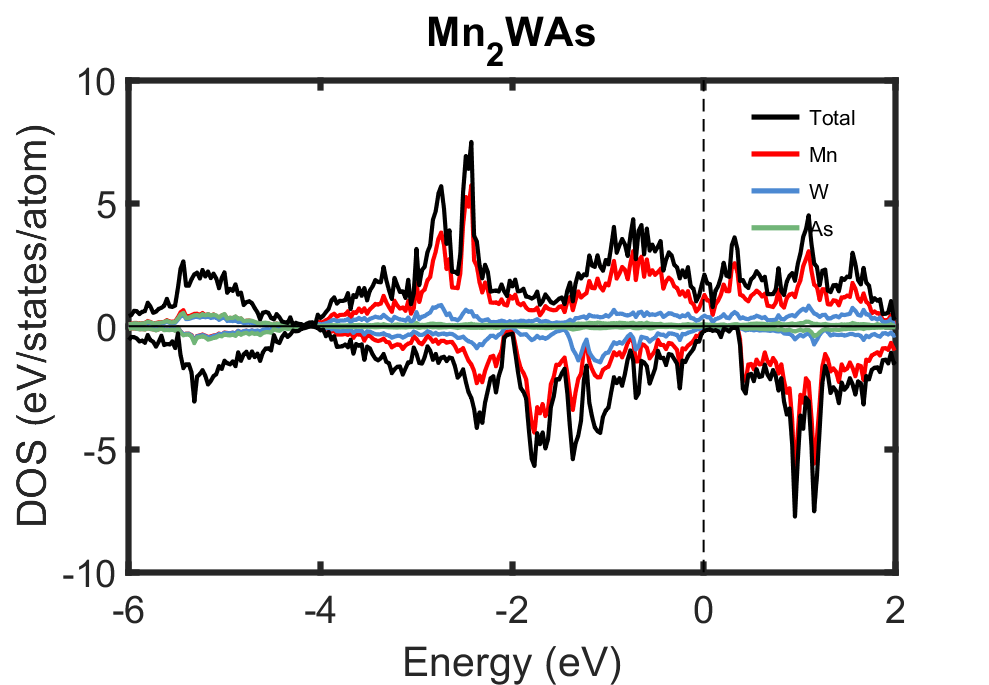 Mn2WAs
10
5
0
-5
-10
DOS (eV/states/atom)
Total
Mn
W
As
-6
-4
-2
0
2
Energy (eV)